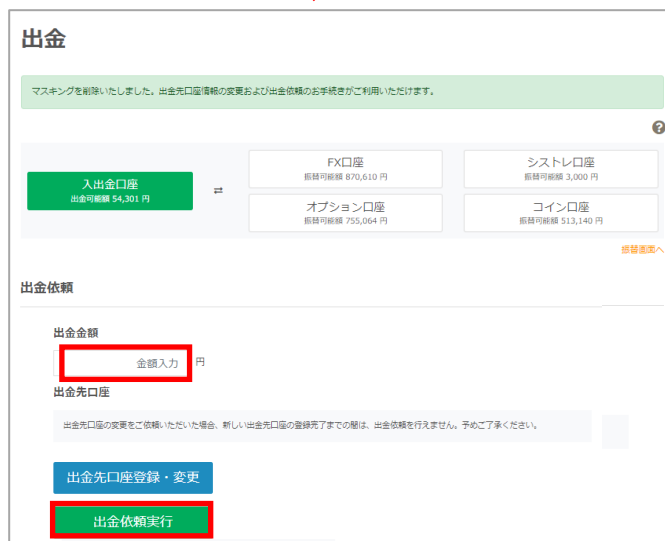 出金
マスキングを削除いたしました。出金先口座情報の変更および出金依頼のお手続きがご利用いただけます。
?
入出金口座
出金可能額 54,301 円
⇄
FX口座
振替可能額 870,610 円
シストレ口座
振替可能額 3,000 円
オプション口座
振替可能額 755,064 円
コイン口座
振替可能額 513,140 円
振替画面へ
出金依頼
出金金額
金額入力 円
出金先口座
出金先口座の変更をご依頼いただいた場合、新しい出金先口座の登録完了までの間は、出金依頼を行えません。予めご了承ください。
出金先口座登録・変更
出金依頼実行